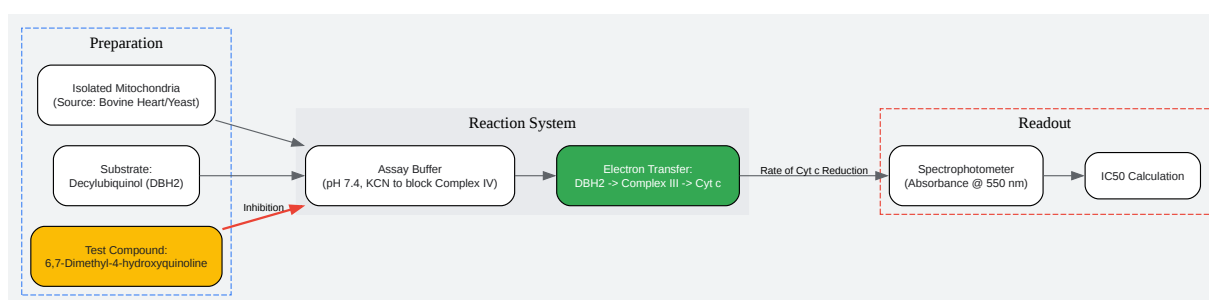 Preparation
Isolated Mitochondria
(Source: Bovine Heart/Yeast)
Substrate:
Decylubiquinol (DBH2)
Test Compound:
6,7-Dimethyl-4-hydroxyquinoline
Inhibition
Reaction System
Assay Buffer
(pH 7.4, KCN to block Complex IV)
Electron Transfer:
DBH2 -> Complex III -> Cyt c
Rate of Cyt c Reduction
Readout
Spectrophotometer
(Absorbance @ 550 nm)
IC50 Calculation